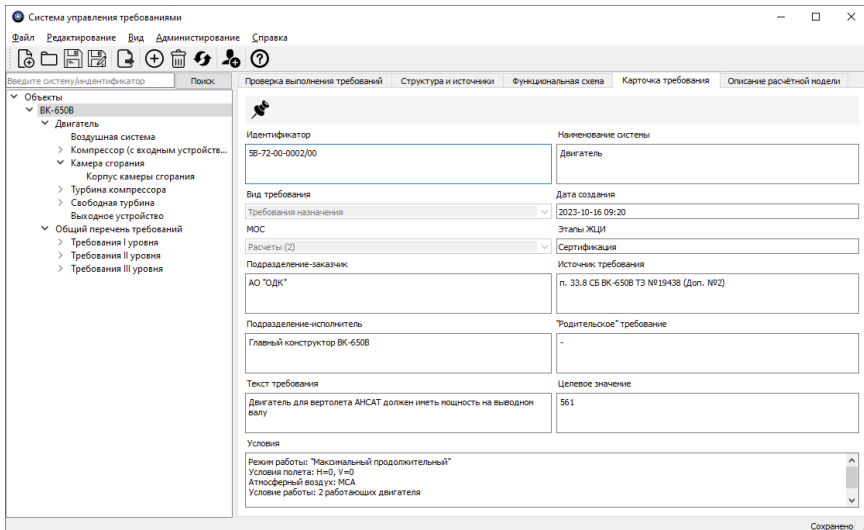 Система управления требованиями
Файл Редактирование Вид Администрирование Справка
Введите систему/индентификатор Поиск
Объекты
ВК-650В
Двигатель
Воздушная система
Компрессор (с входным устройств...
Камера сгорания
Корпус камеры сгорания
Турбина компрессора
Свободная турбина
Выходное устройство
Общий перечень требований
Требования I уровня
Требования II уровня
Требования III уровня
Проверка выполнения требований Структура и источники Функциональная схема Карточка требования Описание расчётной модели
Идентификатор Наименование системы
5В-72-00-0002/00 Двигатель
Вид требования Дата создания
Требования назначения 2023-10-16 09:20
МОС Этапы ЖЦИ
Расчеты (2) Сертификация
Подразделение-заказчик Источник требования
АО "ОДК" п. 33.8 СБ ВК-650В ТЗ №19438 (Доп. №2)
Подразделение-исполнитель "Родительское" требование
Главный конструктор ВК-650В -
Текст требования Целевое значение
Двигатель для вертолета АНСАТ должен иметь мощность на выводном 561
валу
Условия
Режим работы: "Максимальный продолжительный"
Условия полета: H=0, V=0
Атмосферный воздух: МСА
Условие работы: 2 работающих двигателя
Сохранено